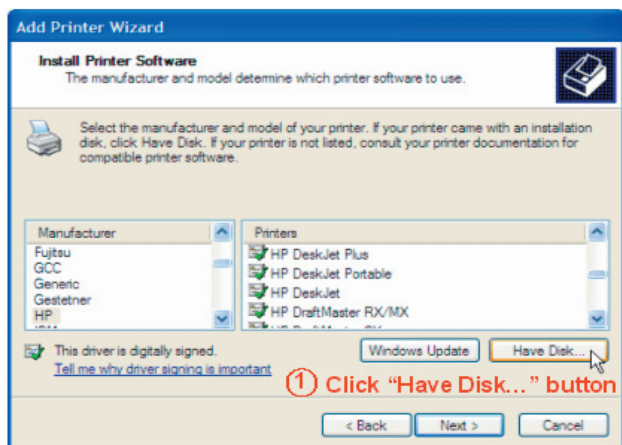 Add Printer Wizard
Install Printer Software
The manufacturer and model determine which printer software to use.
Select the manufacturer and model of your printer. If your printer came with an installation
disk, click Have Disk. If your printer is not listed, consult your printer documentation for
compatible printer software.
Manufacturer
Fujitsu
GCC
Generic
Gestetner
HP
Printers
HP DeskJet Plus
HP DeskJet Portable
HP DeskJet
HP DraftMaster RX/MX
This driver is digitally signed.
Tell me why driver signing is important
Windows Update
Have Disk...
① Click “Have Disk...” button
< Back
Next >
Cancel